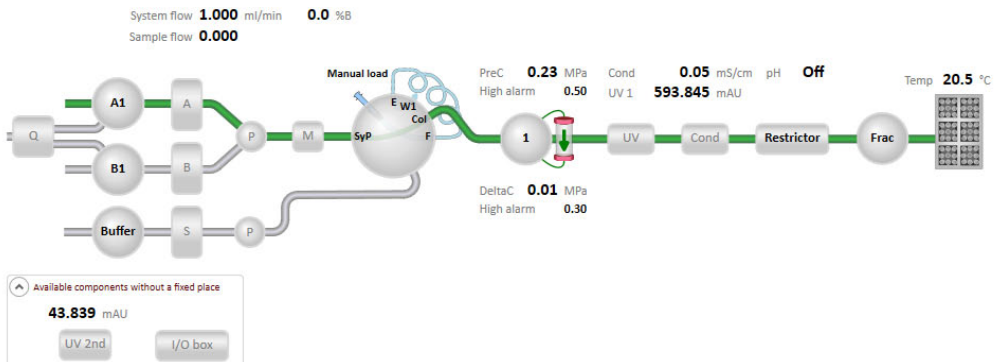 System flow 1.000 ml/min 0.0 %B
Sample flow 0.000
Manual load
PreC 0.23 MPa Cond 0.05 mS/cm pH Off
High alarm 0.50 UV 1 593.845 mAU
Temp 20.5 °C
E W1
Col
A1 A
Q P M SyP F 1 UV Cond Restrictor Frac
B1 B
DeltaC 0.01 MPa
High alarm 0.30
Buffer S P
Available components without a fixed place
43.839 mAU
UV 2nd I/O box